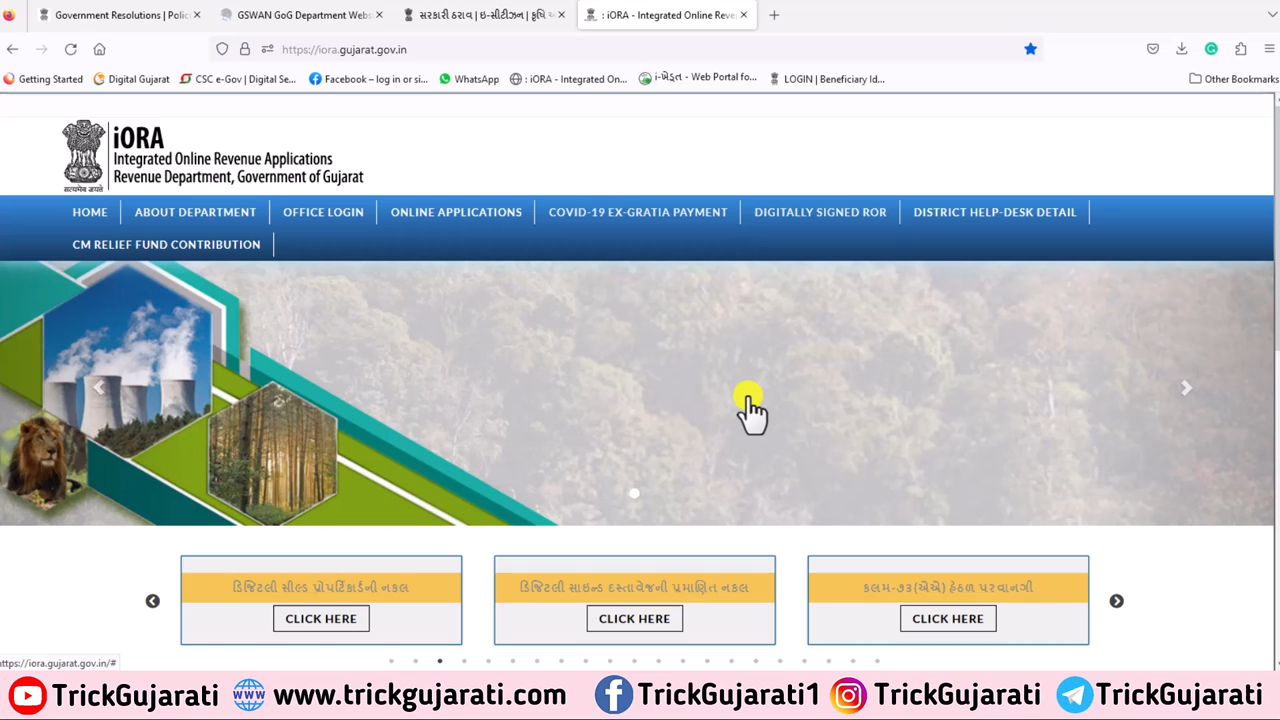 Government Resolutions | Polic
GSWAN GoG Department Webs
સરકારી ઠરાવ | ઇ-સીટીઝન | કૃષિ અ
: iORA - Integrated Online Reve
https://iora.gujarat.gov.in
Getting Started
Digital Gujarat
CSC e-Gov | Digital Se...
Facebook – log in or si...
WhatsApp
: iORA - Integrated On...
i-ખેડૂત - Web Portal fo...
LOGIN | Beneficiary Id...
Other Bookmarks
सत्यमेव जयते
iORA
Integrated Online Revenue Applications
Revenue Department, Government of Gujarat
HOME
ABOUT DEPARTMENT
OFFICE LOGIN
ONLINE APPLICATIONS
COVID-19 EX-GRATIA PAYMENT
DIGITALLY SIGNED ROR
DISTRICT HELP-DESK DETAIL
CM RELIEF FUND CONTRIBUTION
ડિજિટલી સીલ્ડ પ્રોપર્ટિકાર્ડની નકલ
ડિજિટલી સાઇન્ડ દસ્તાવેજની પ્રમાણિત નકલ
કલમ-૭૩(એએ) હેઠળ પરવાનગી
CLICK HERE
CLICK HERE
CLICK HERE
https://iora.gujarat.gov.in/#
TrickGujarati
www.trickgujarati.com
TrickGujarati1
TrickGujarati
TrickGujarati